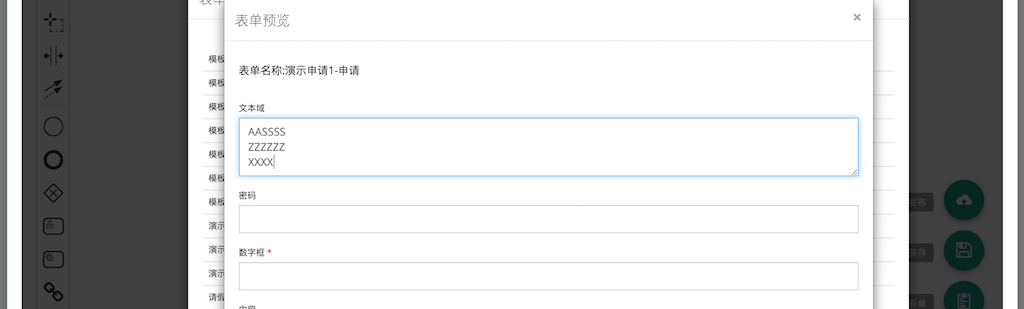 表单预览
×
表单名称:演示申请1-申请
文本域
AASSSS
ZZZZZZ
XXXX
密码
数字框 *
模板
模板
模板
模板
模板
模板
模板
演示
演示
演示
请假
发布